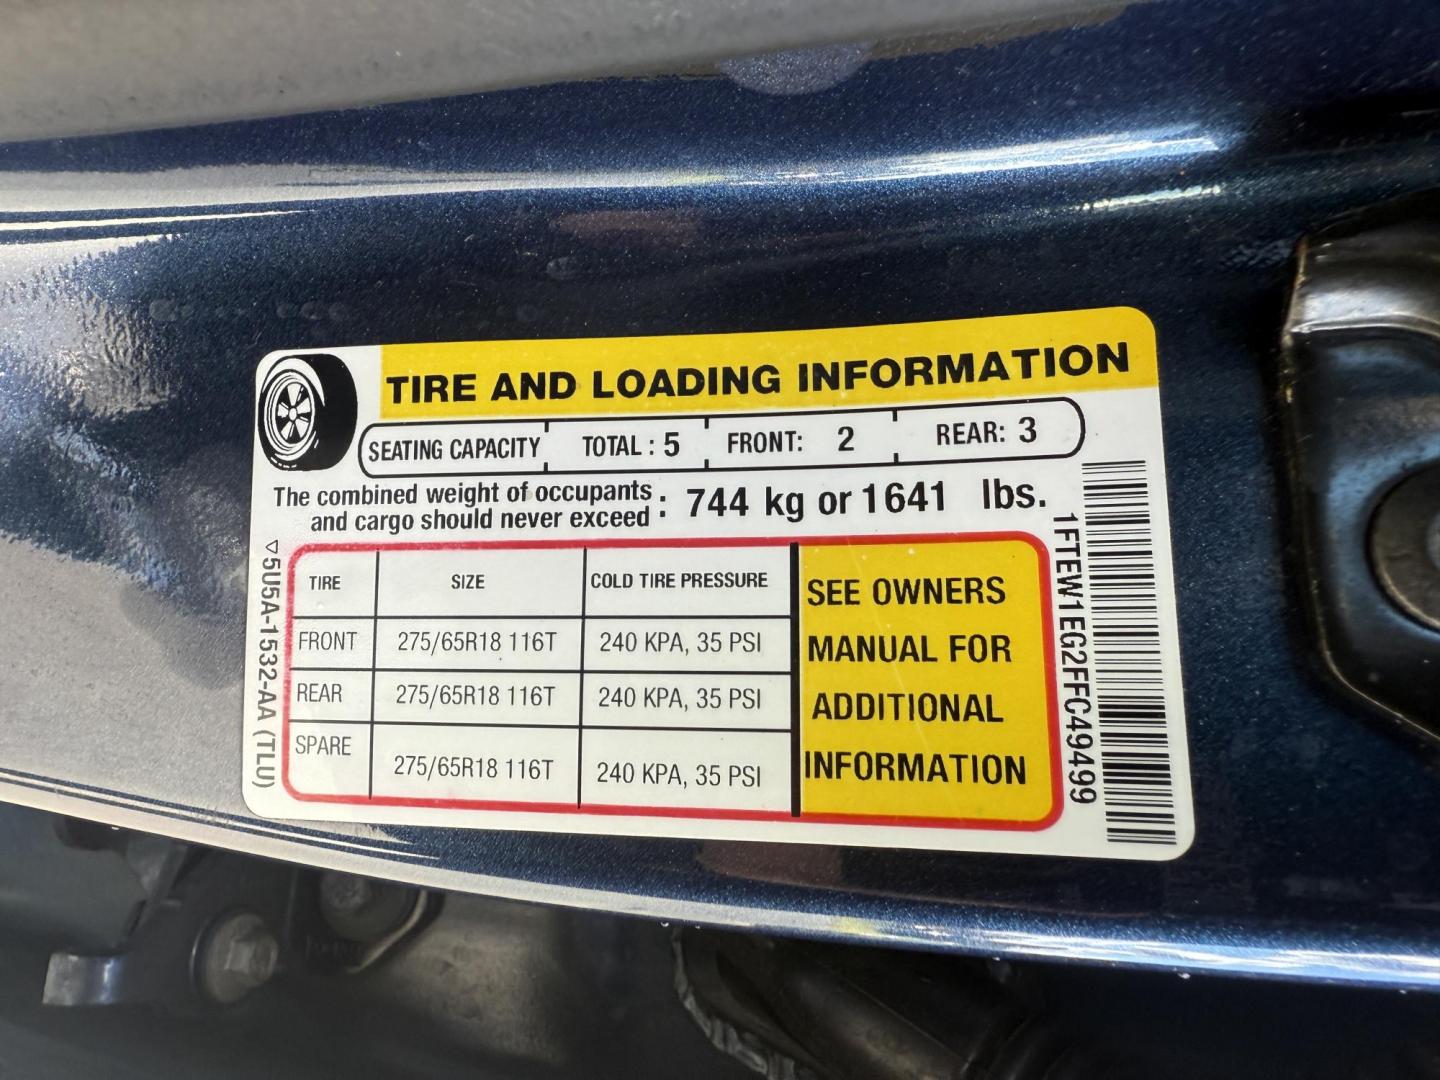 TIRE AND LOADING INFORMATION
SEATING CAPACITY TOTAL : 5 FRONT: 2 REAR: 3
The combined weight of occupants
and cargo should never exceed : 744 kg or 1641 lbs.
TIRE SIZE COLD TIRE PRESSURE
FRONT 275/65R18 116T 240 KPA, 35 PSI
REAR 275/65R18 116T 240 KPA, 35 PSI
SPARE 275/65R18 116T 240 KPA, 35 PSI
SEE OWNERS
MANUAL FOR
ADDITIONAL
INFORMATION
1FTEW1EG2FFC49499
5U5A-1532-AA (TLU)